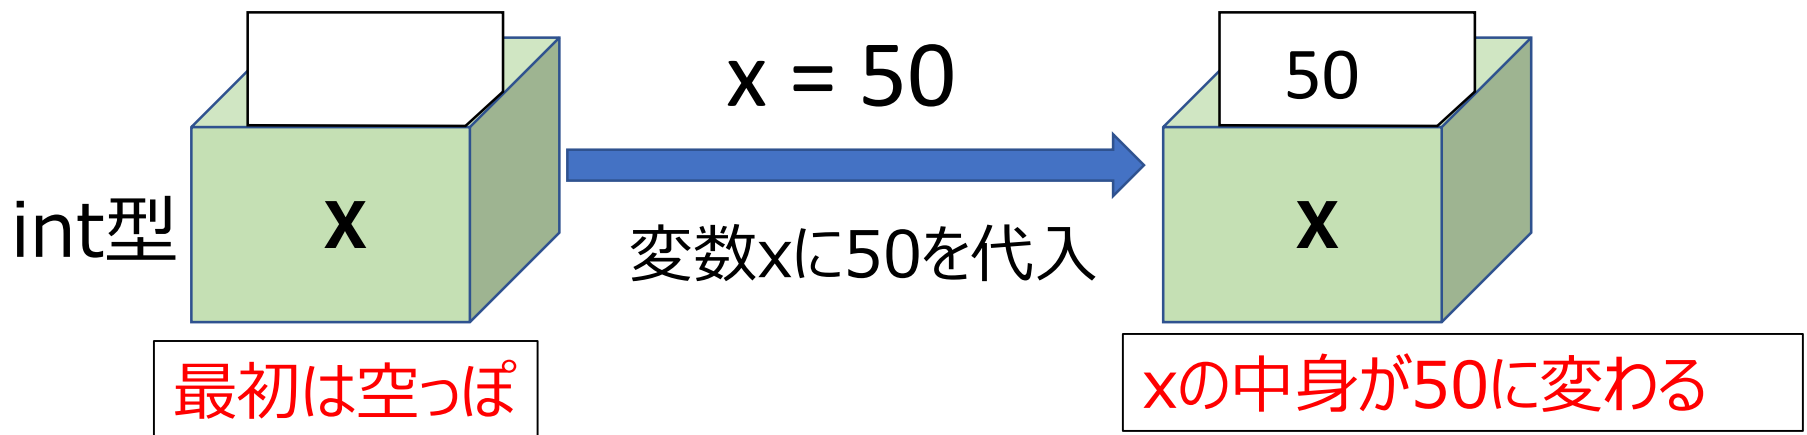 x = 50
50
int型
x
変数xに50を代入
x
最初は空っぽ
xの中身が50に変わる